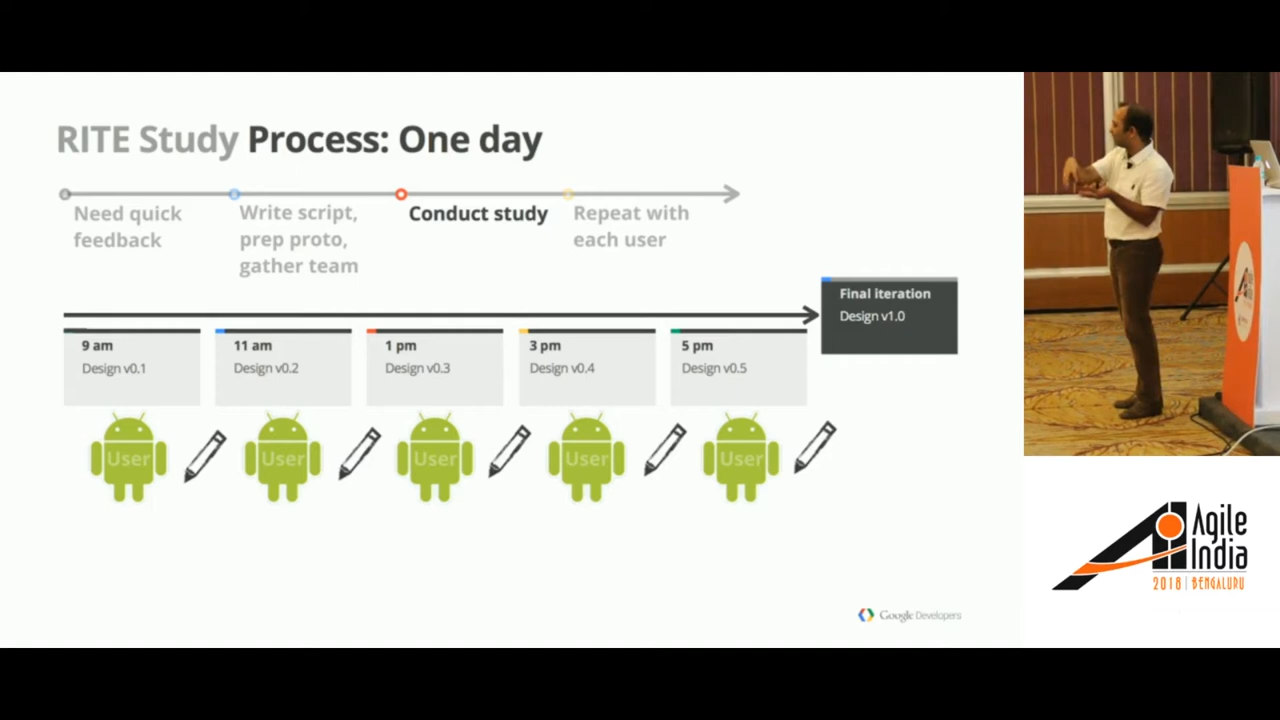 RITE Study Process: One day
Need quick
feedback
Write script,
prep proto,
gather team
Conduct study
Repeat with
each user
Final iteration
Design v1.0
9 am
Design v0.1
11 am
Design v0.2
1 pm
Design v0.3
3 pm
Design v0.4
5 pm
Design v0.5
User
User
User
User
User
Google Developers
Agile
India
2018 | BENGALURU